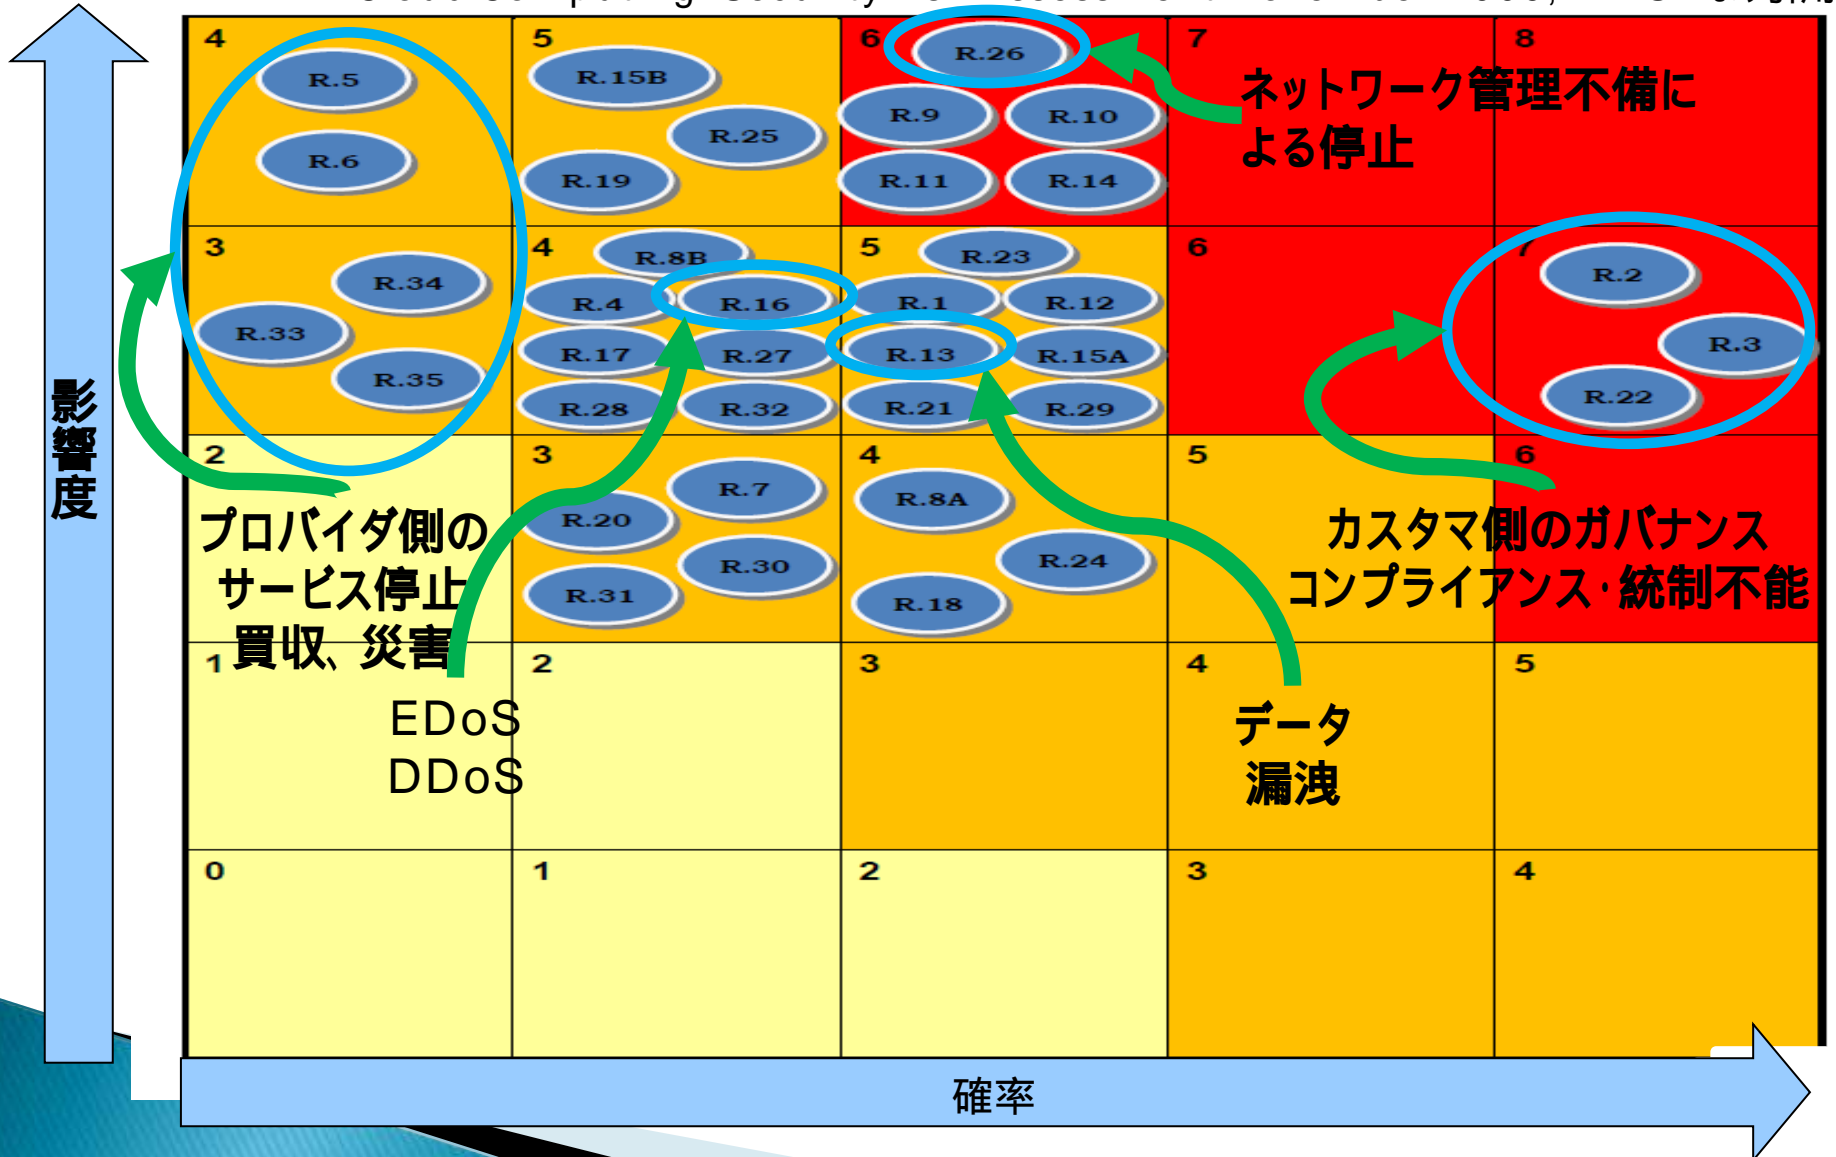 4
5
6
7
8
R.5
R.6
R.15B
R.25
R.19
R.26
R.9
R.10
R.11
R.14
ネットワーク管理不備に
よる停止
3
4
5
6
7
R.34
R.33
R.35
R.8B
R.4
R.16
R.17
R.27
R.28
R.32
R.23
R.1
R.12
R.13
R.15A
R.21
R.29
R.2
R.3
R.22
影響度
2
3
4
5
6
プロバイダ側の
サービス停止
買収、災害
R.7
R.20
R.30
R.31
R.8A
R.24
R.18
カスタマ側のガバナンス
コンプライアンス・統制不能
1
2
3
4
5
EDoS
DDoS
データ
漏洩
0
1
2
3
4
確率